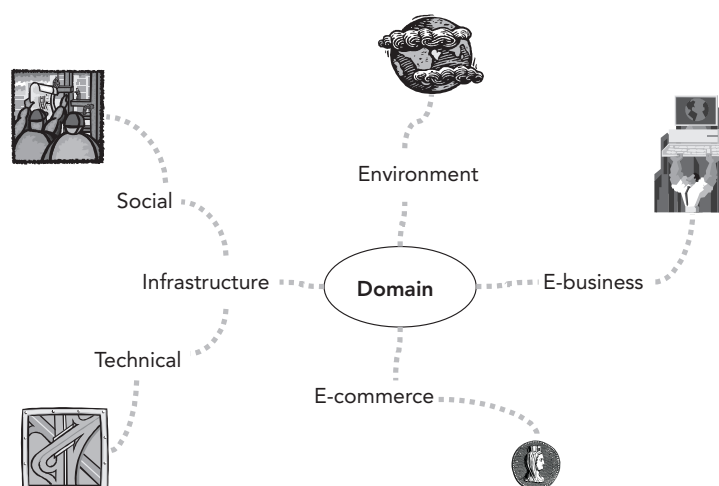 Environment
Social
Infrastructure
Domain
E-business
Technical
E-commerce